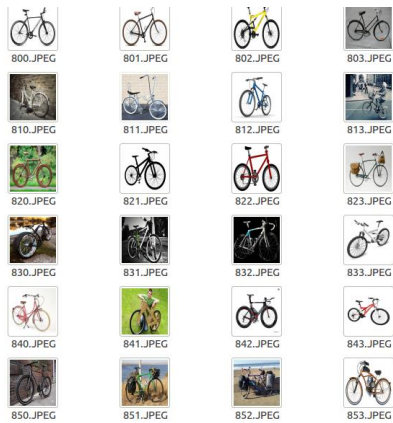 800.JPEG 801.JPEG 802.JPEG 803.JPEG
810.JPEG 811.JPEG 812.JPEG 813.JPEG
820.JPEG 821.JPEG 822.JPEG 823.JPEG
830.JPEG 831.JPEG 832.JPEG 833.JPEG
840.JPEG 841.JPEG 842.JPEG 843.JPEG
850.JPEG 851.JPEG 852.JPEG 853.JPEG